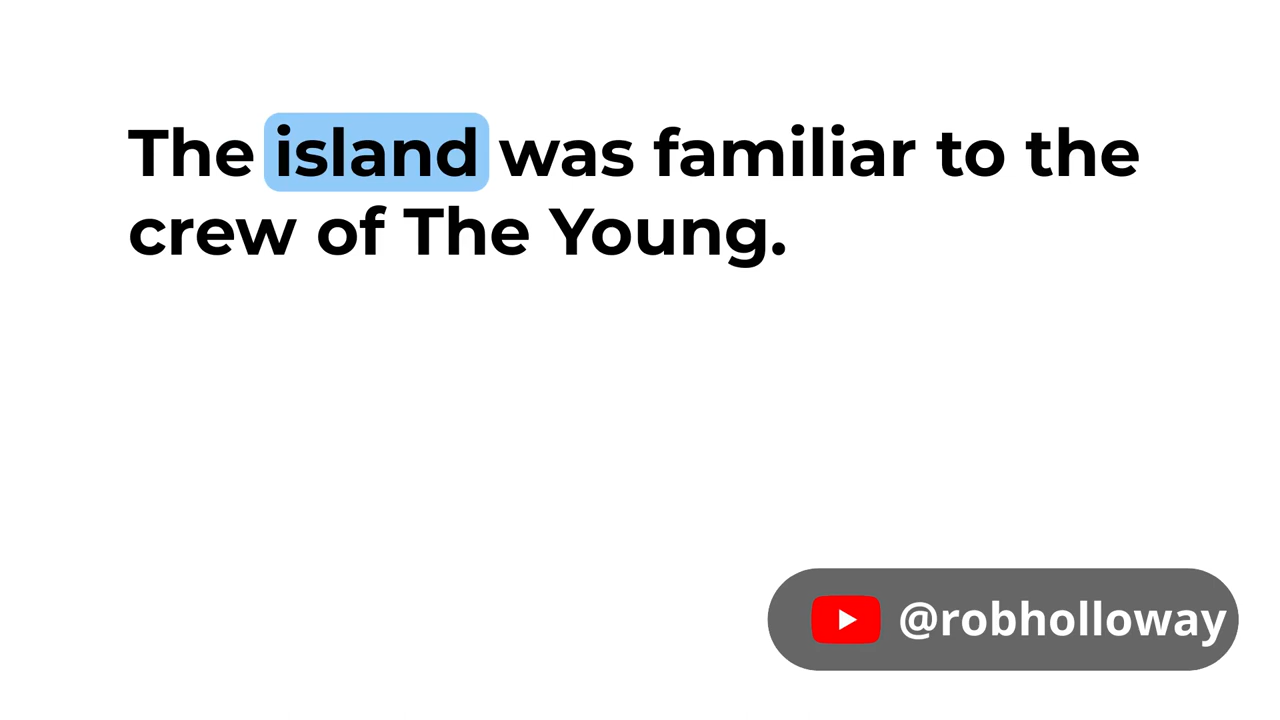 The island was familiar to the
crew of The Young.
@robholloway